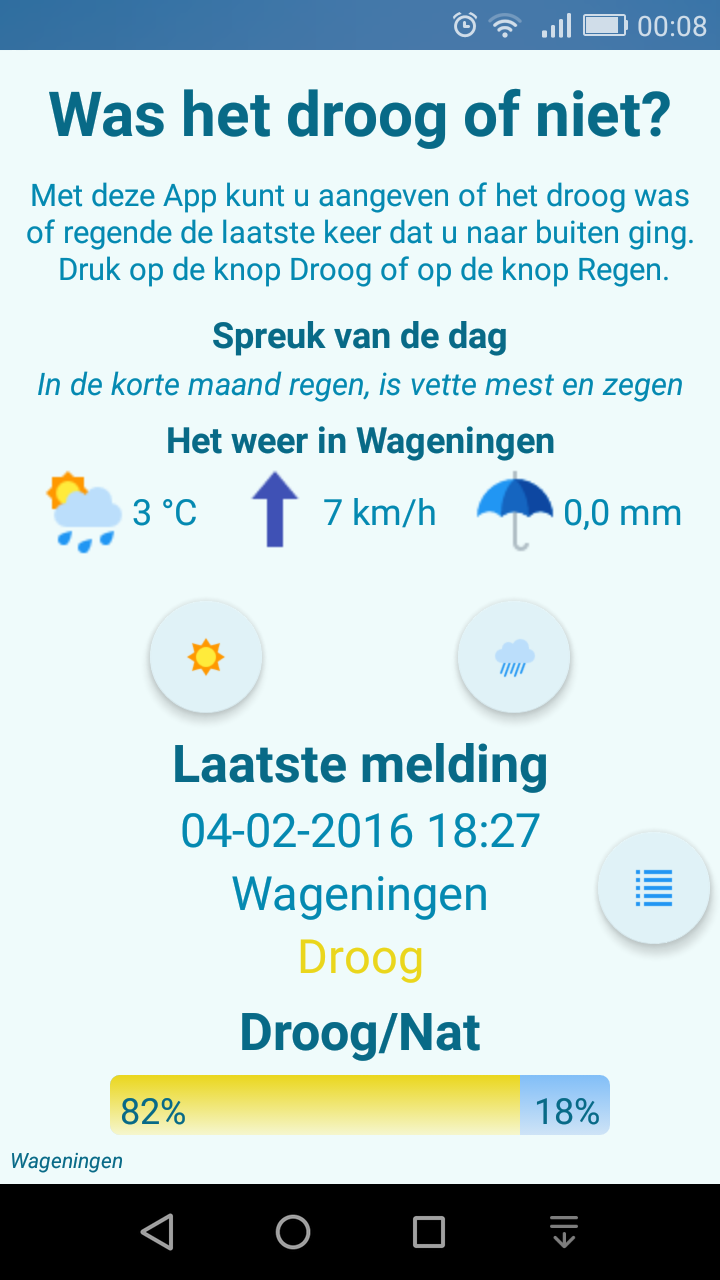 00:08
Was het droog of niet?
Met deze App kunt u aangeven of het droog was
of regende de laatste keer dat u naar buiten ging.
Druk op de knop Droog of op de knop Regen.
Spreuk van de dag
In de korte maand regen, is vette mest en zegen
Het weer in Wageningen
3 °C 7 km/h 0,0 mm
Laatste melding
04-02-2016 18:27
Wageningen
Droog
Droog/Nat
82% 18%
Wageningen